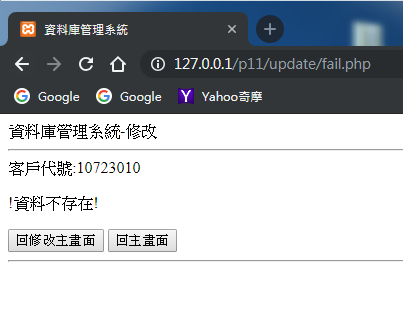 資料庫管理系統
127.0.0.1/p11/update/fail.php
Google Google Yahoo奇摩
資料庫管理系統-修改
客戶代號:10723010
!資料不存在!
回修改主畫面 回主畫面